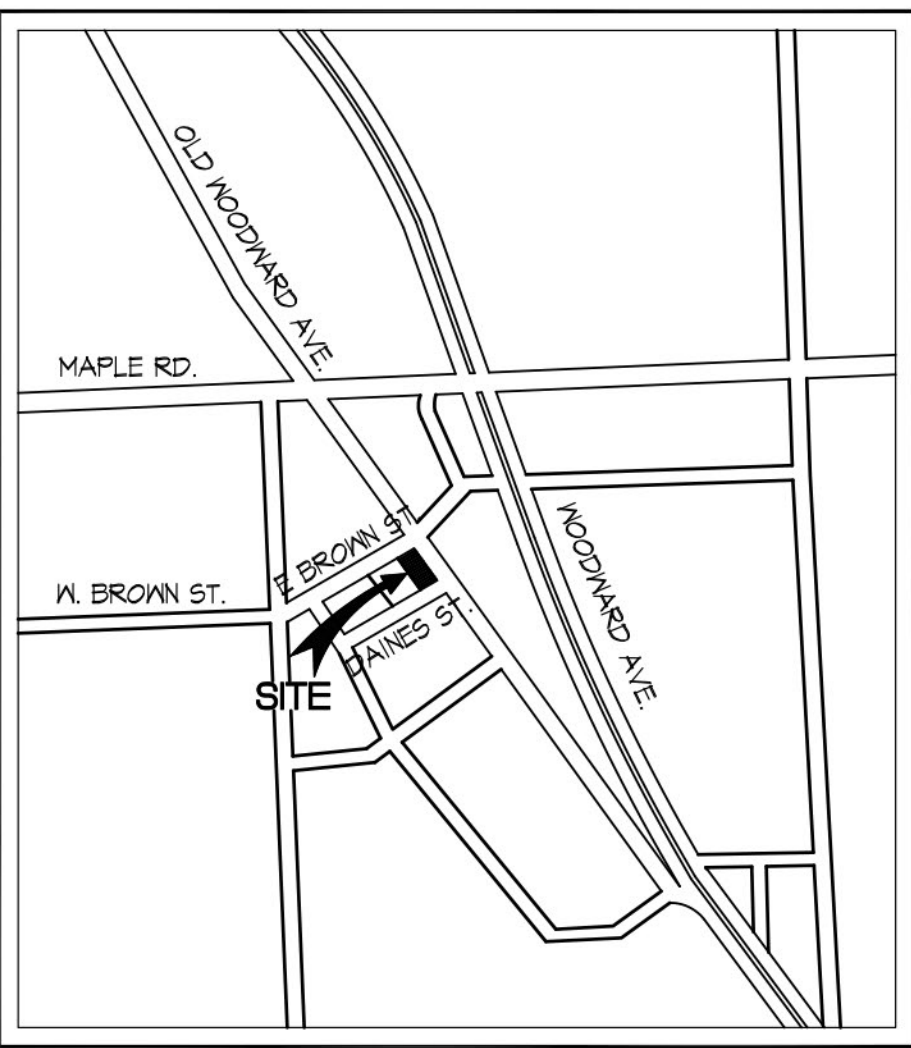 OLD WOODWARD AVE.
MAPLE RD.
E BROWN ST.
W. BROWN ST.
WOODWARD AVE.
DAINES ST.
SITE